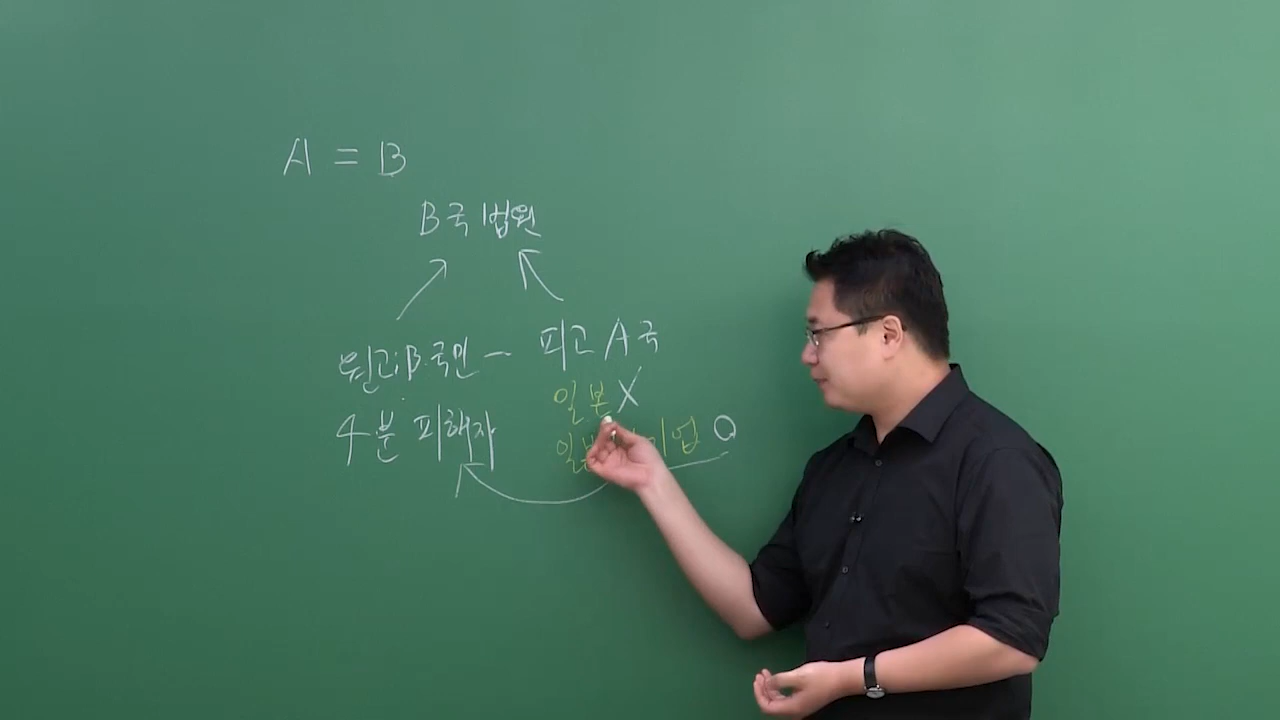 A = B
B국 법원
원고:B국민 - 피고 A국
일본 X
4분 피해자
기업 O